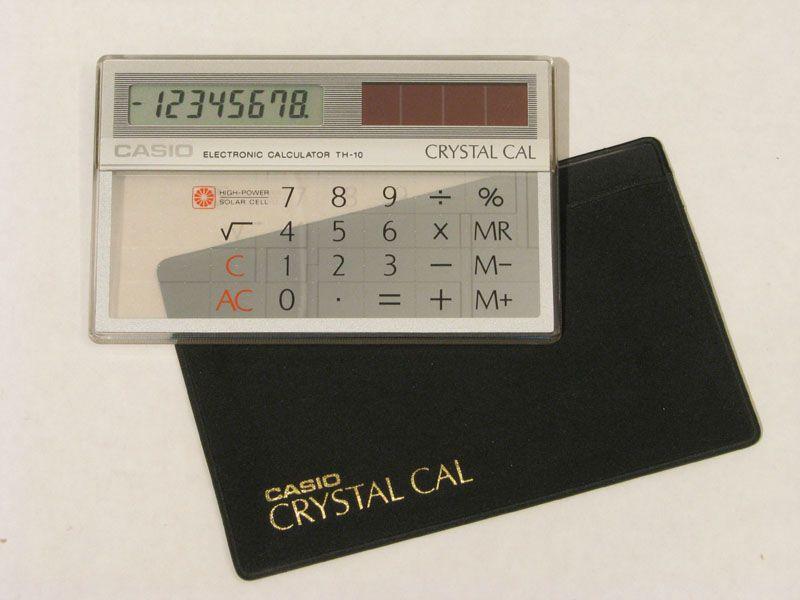 -12345678.
CASIO ELECTRONIC CALCULATOR TH-10 CRYSTAL CAL
HIGH-POWER
SOLAR CELL
7 8 9 ÷ %
√ 4 5 6 × MR
C 1 2 3 − M−
AC 0 · = + M+
CASIO
CRYSTAL CAL